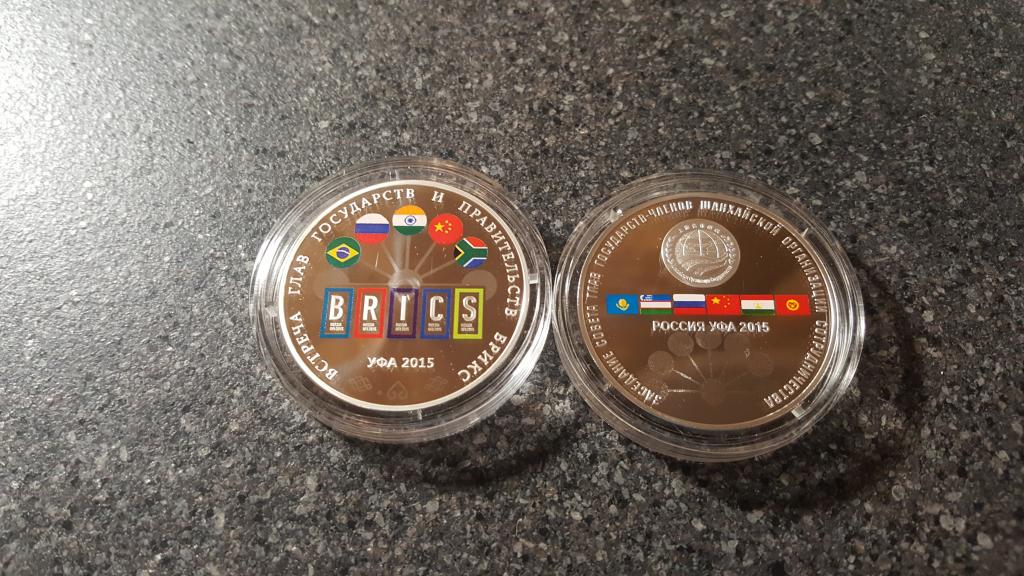 ВСТРЕЧА ГЛАВ ГОСУДАРСТВ И ПРАВИТЕЛЬСТВ БРИКС
BRICS
УФА 2015
ЗАСЕДАНИЕ СОВЕТА ГЛАВ ГОСУДАРСТВ-ЧЛЕНОВ ШАНХАЙСКОЙ ОРГАНИЗАЦИИ СОТРУДНИЧЕСТВА
РОССИЯ УФА 2015